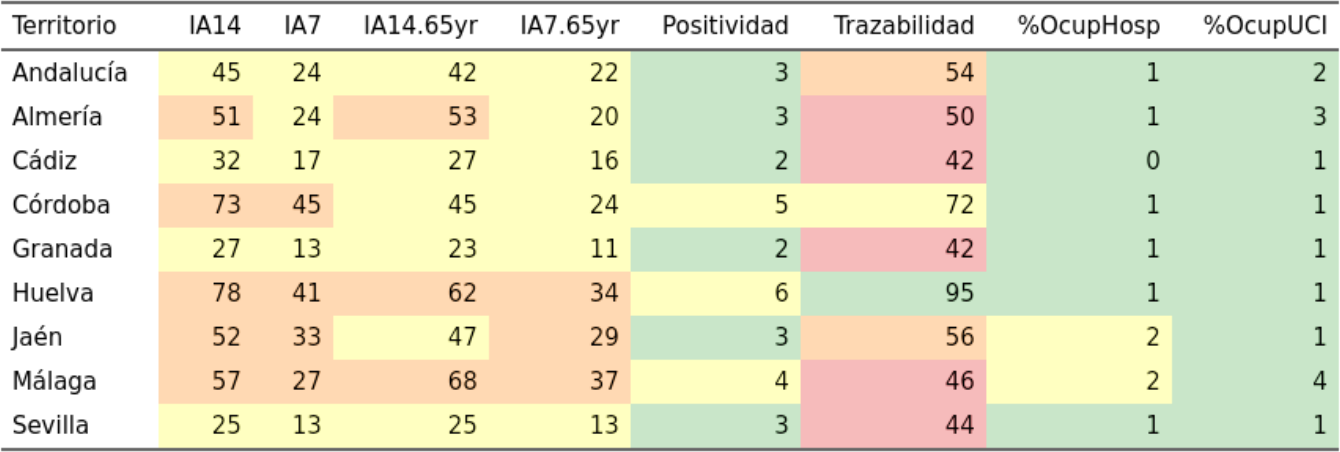 Territorio IA14 IA7 IA14.65yr IA7.65yr Positividad Trazabilidad %OcupHosp %OcupUCI
Andalucía 45 24 42 22 3 54 1 2
Almería 51 24 53 20 3 50 1 3
Cádiz 32 17 27 16 2 42 0 1
Córdoba 73 45 45 24 5 72 1 1
Granada 27 13 23 11 2 42 1 1
Huelva 78 41 62 34 6 95 1 1
Jaén 52 33 47 29 3 56 2 1
Málaga 57 27 68 37 4 46 2 4
Sevilla 25 13 25 13 3 44 1 1